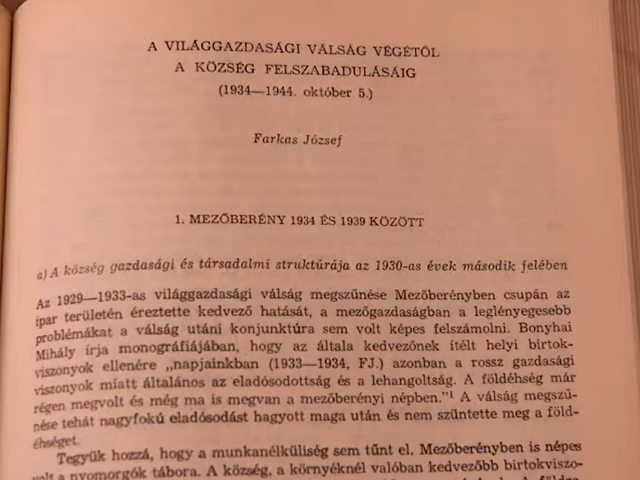 A VILÁGGAZDASÁGI VÁLSÁG VÉGÉTŐL
A KÖZSÉG FELSZABADULÁSÁIG
(1934—1944. október 5.)
Farkas József
1. MEZŐBERÉNY 1934 ÉS 1939 KÖZÖTT
a) A község gazdasági és társadalmi struktúrája az 1930-as évek második felében
Az 1929—1933-as világgazdasági válság megszűnése Mezőberényben csupán az
ipar területén éreztette kedvező hatását, a mezőgazdaságban a leglényegesebb
problémákat a válság utáni konjunktúra sem volt képes felszámolni. Bonyhai
Mihály írja monográfiájában, hogy az általa kedvezőnek ítélt helyi birtok-
viszonyok ellenére „napjainkban (1933—1934, FJ.) azonban a rossz gazdasági
viszonyok miatt általános az eladósodottság és a lehangoltság. A földéhség már
régen megvolt és még ma is megvan a mezőberényi népben."¹ A válság megszű-
nése tehát nagyfokú eladósodást hagyott maga után és nem szüntette meg a föld-
éhséget.
Tegyük hozzá, hogy a munkanélküliség sem tűnt el. Mezőberényben is népes
volt a nyomorgók tábora. A község, a környéknél valóban kedvezőbb birtokviszo-